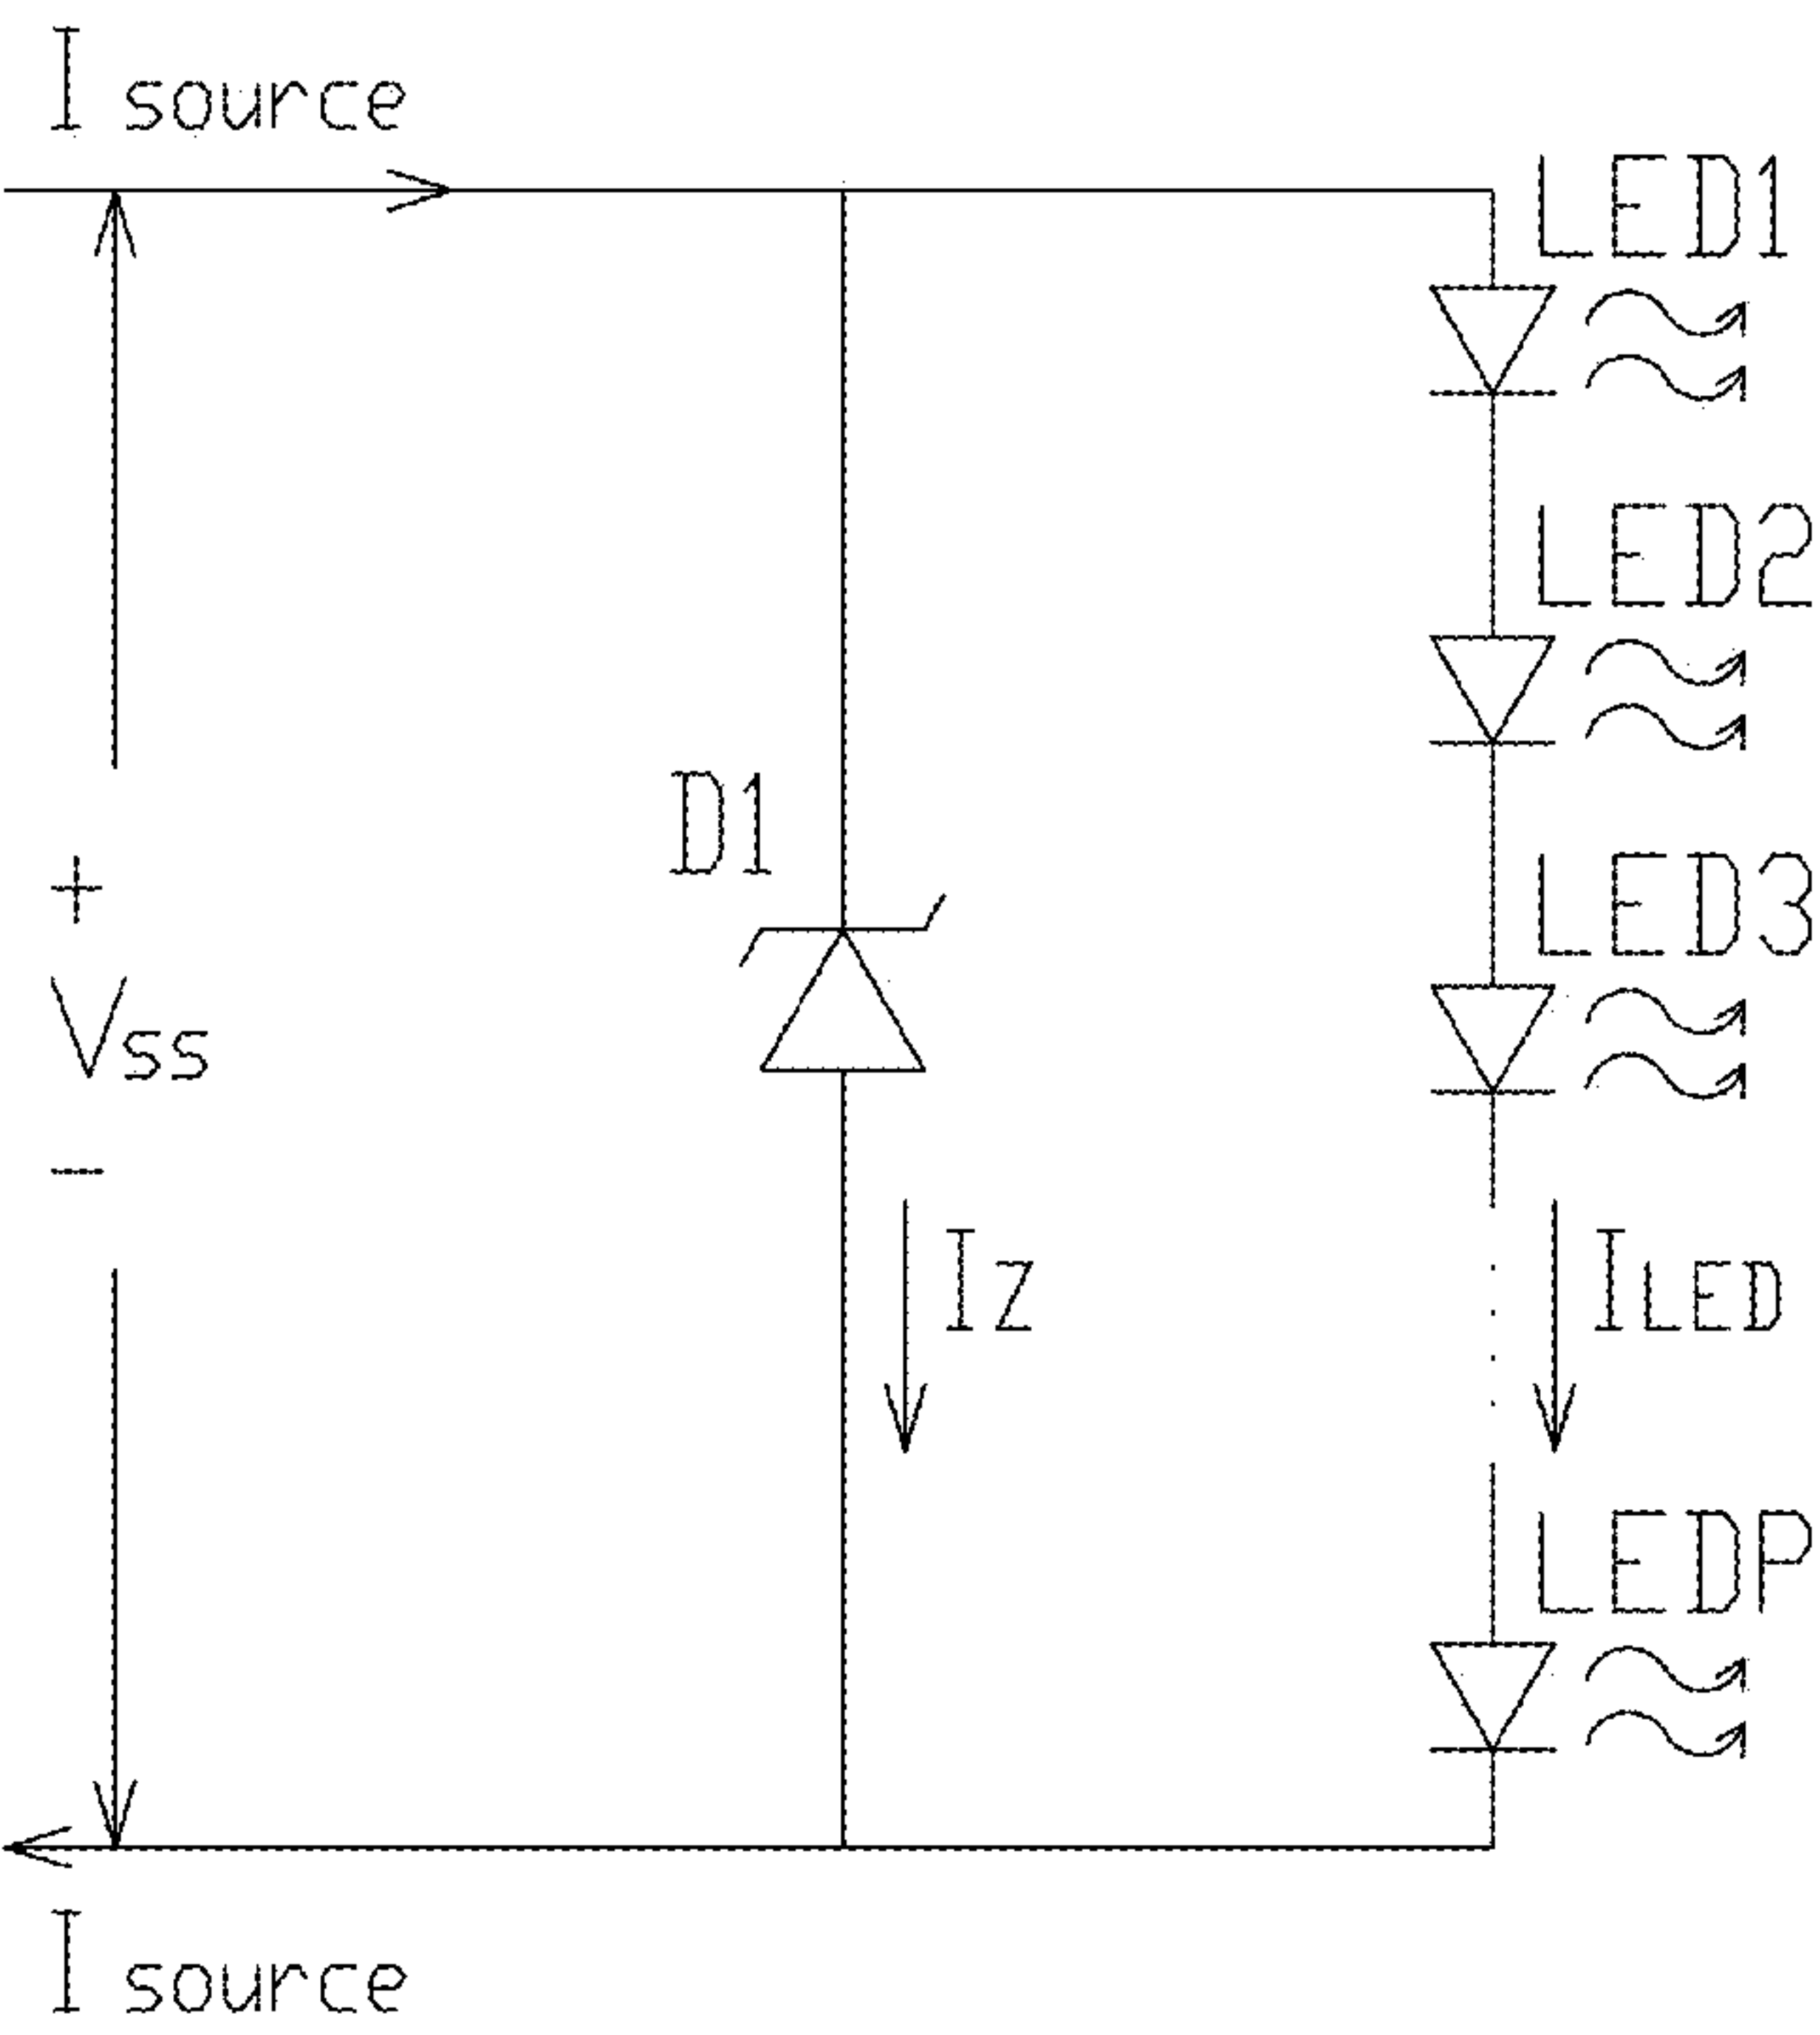 I source
LED1
LED2
D1
LED3
+
Vss
-
Iz
ILED
LEDP
I source